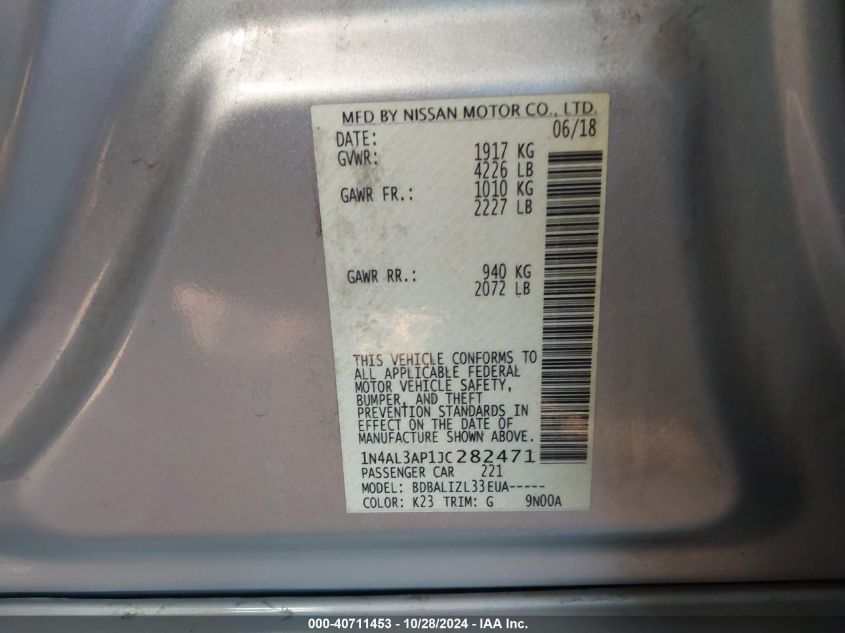 MFD BY NISSAN MOTOR CO., LTD.
DATE: 06/18
GVWR: 1917 KG
4226 LB
GAWR FR.: 1010 KG
2227 LB
GAWR RR.: 940 KG
2072 LB
THIS VEHICLE CONFORMS TO
ALL APPLICABLE FEDERAL
MOTOR VEHICLE SAFETY,
BUMPER, AND THEFT
PREVENTION STANDARDS IN
EFFECT ON THE DATE OF
MANUFACTURE SHOWN ABOVE.
1N4AL3AP1JC282471
PASSENGER CAR 221
MODEL: BDBALIZL33EUA-----
COLOR: K23 TRIM: G 9N00A
000-40711453 - 10/28/2024 - IAA Inc.